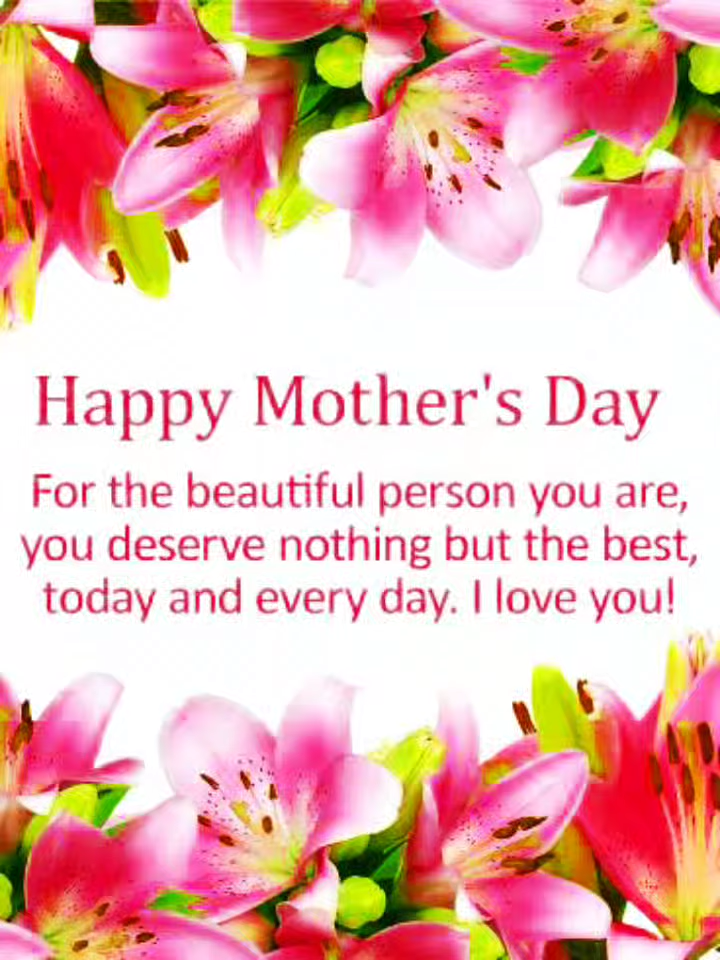 Happy Mother's Day
For the beautiful person you are,
you deserve nothing but the best,
today and every day. I love you!